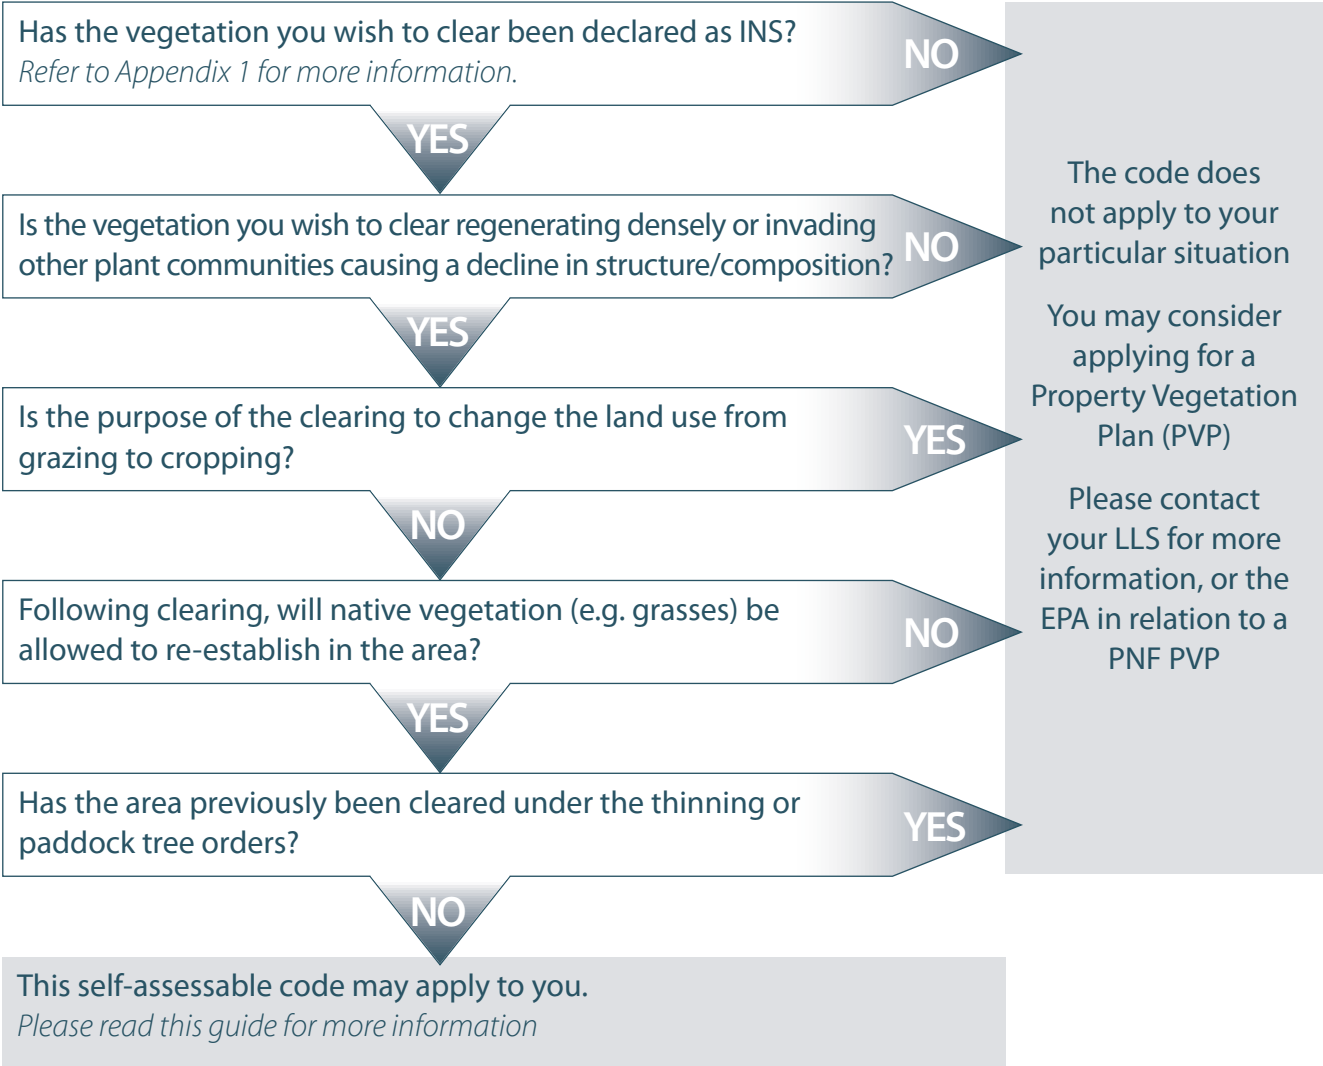 Has the vegetation you wish to clear been declared as INS?
Refer to Appendix 1 for more information.
NO
YES
Is the vegetation you wish to clear regenerating densely or invading
other plant communities causing a decline in structure/composition?
NO
YES
Is the purpose of the clearing to change the land use from
grazing to cropping?
YES
NO
Following clearing, will native vegetation (e.g. grasses) be
allowed to re-establish in the area?
NO
YES
Has the area previously been cleared under the thinning or
paddock tree orders?
YES
NO
This self-assessable code may apply to you.
Please read this guide for more information
The code does
not apply to your
particular situation
You may consider
applying for a
Property Vegetation
Plan (PVP)
Please contact
your LLS for more
information, or the
EPA in relation to a
PNF PVP